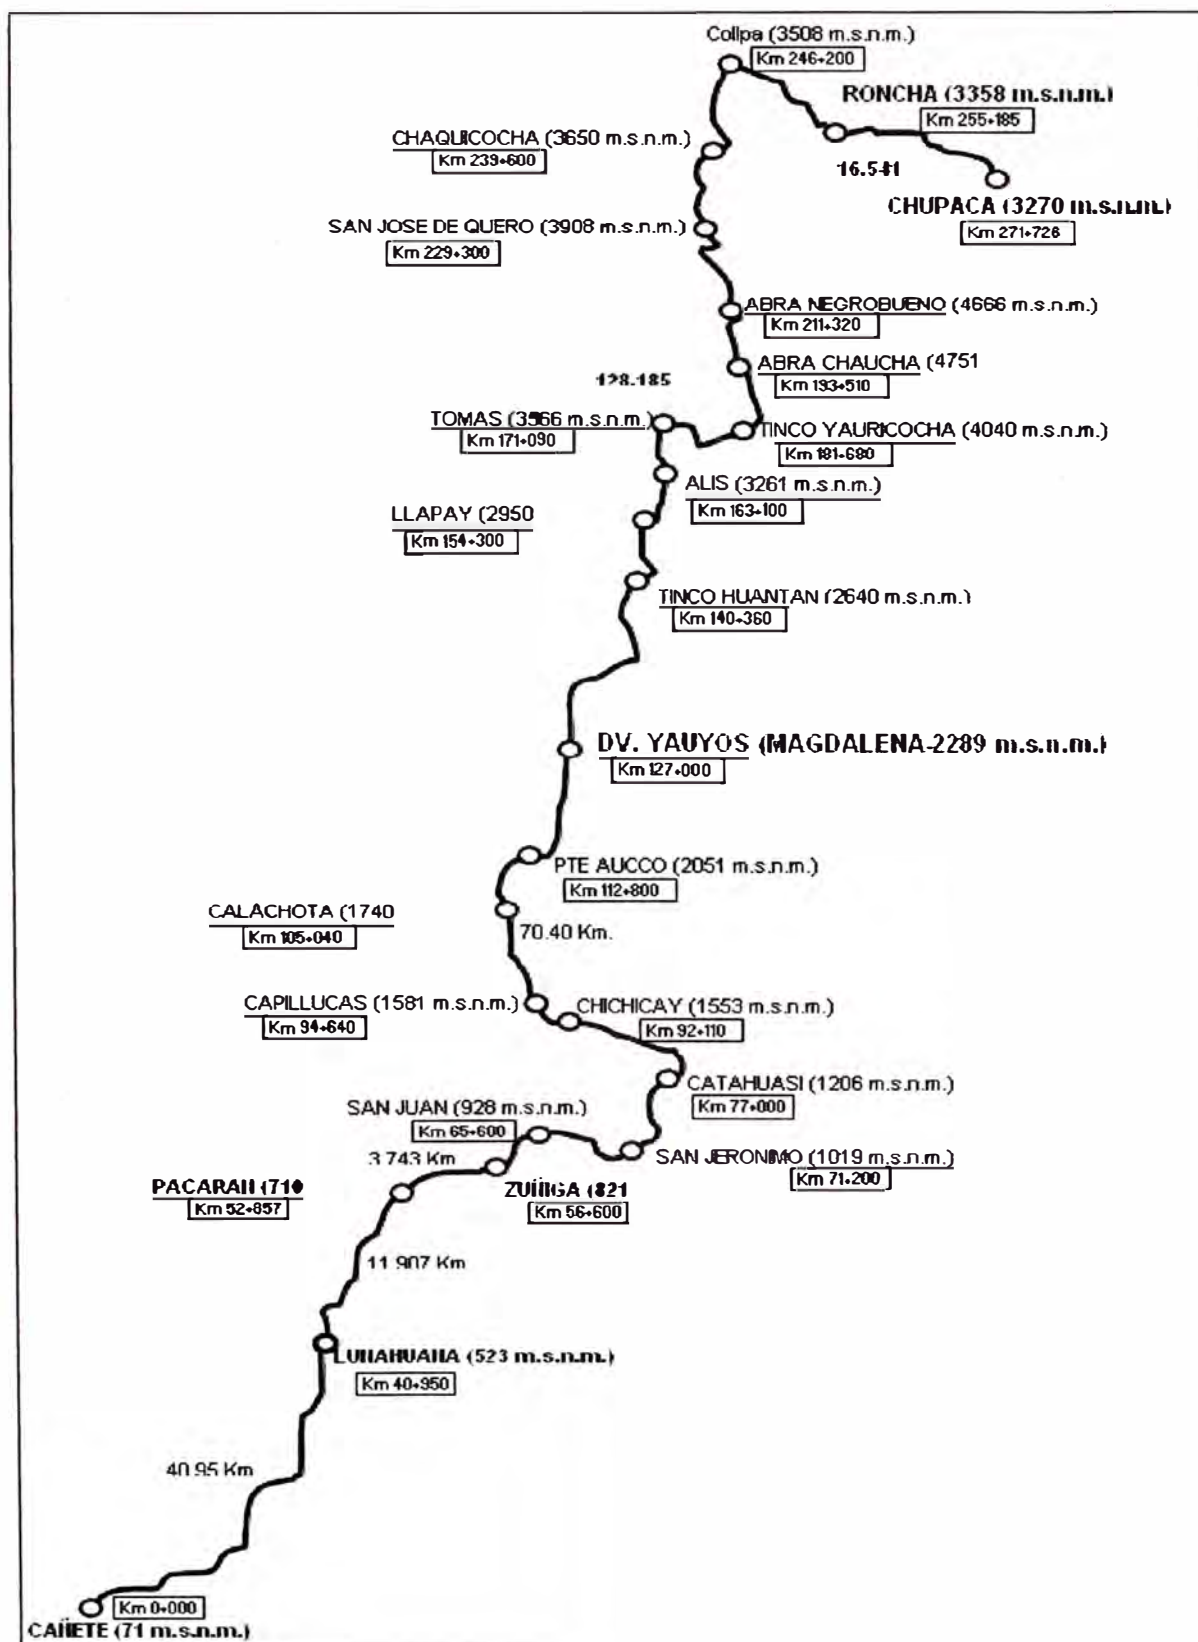 Collpa (3508 m.s.n.m.)
Km 246+200
RONCHA (3358 m.s.n.m.)
Km 255+185
CHAQUICOCHA (3650 m.s.n.m.)
Km 239+600
16.541
CHUPACA (3270 m.s.n.m.)
Km 271+726
SAN JOSE DE QUERO (3908 m.s.n.m.)
Km 229+300
ABRA NEGROBUENO (4666 m.s.n.m.)
Km 211+320
ABRA CHAUCHA (4751
Km 193+510
128.185
TOMAS (3566 m.s.n.m.)
Km 171+090
TINCO YAURICOCHA (4040 m.s.n.m.)
Km 181+680
ALIS (3261 m.s.n.m.)
Km 163+100
LLAPAY (2950
Km 154+300
TINCO HUANTAN (2640 m.s.n.m.)
Km 140+360
DV. YAUYOS (MAGDALENA-2289 m.s.n.m.)
Km 127+000
PTE AUCCO (2051 m.s.n.m.)
Km 112+800
CALACHOTA (1740
Km 105+040
70.40 Km.
CAPILLUCAS (1581 m.s.n.m.)
Km 94+640
CHICHICAY (1553 m.s.n.m.)
Km 92+110
CATAHUASI (1206 m.s.n.m.)
Km 77+000
SAN JUAN (928 m.s.n.m.)
Km 65+600
SAN JERONIMO (1019 m.s.n.m.)
Km 71+200
3.743 Km
PACARAN (710
Km 52+857
ZUÑIGA (821
Km 56+600
11.907 Km
LUNAHUANA (523 m.s.n.m.)
Km 40+950
40.95 Km
Km 0+000
CAÑETE (71 m.s.n.m.)